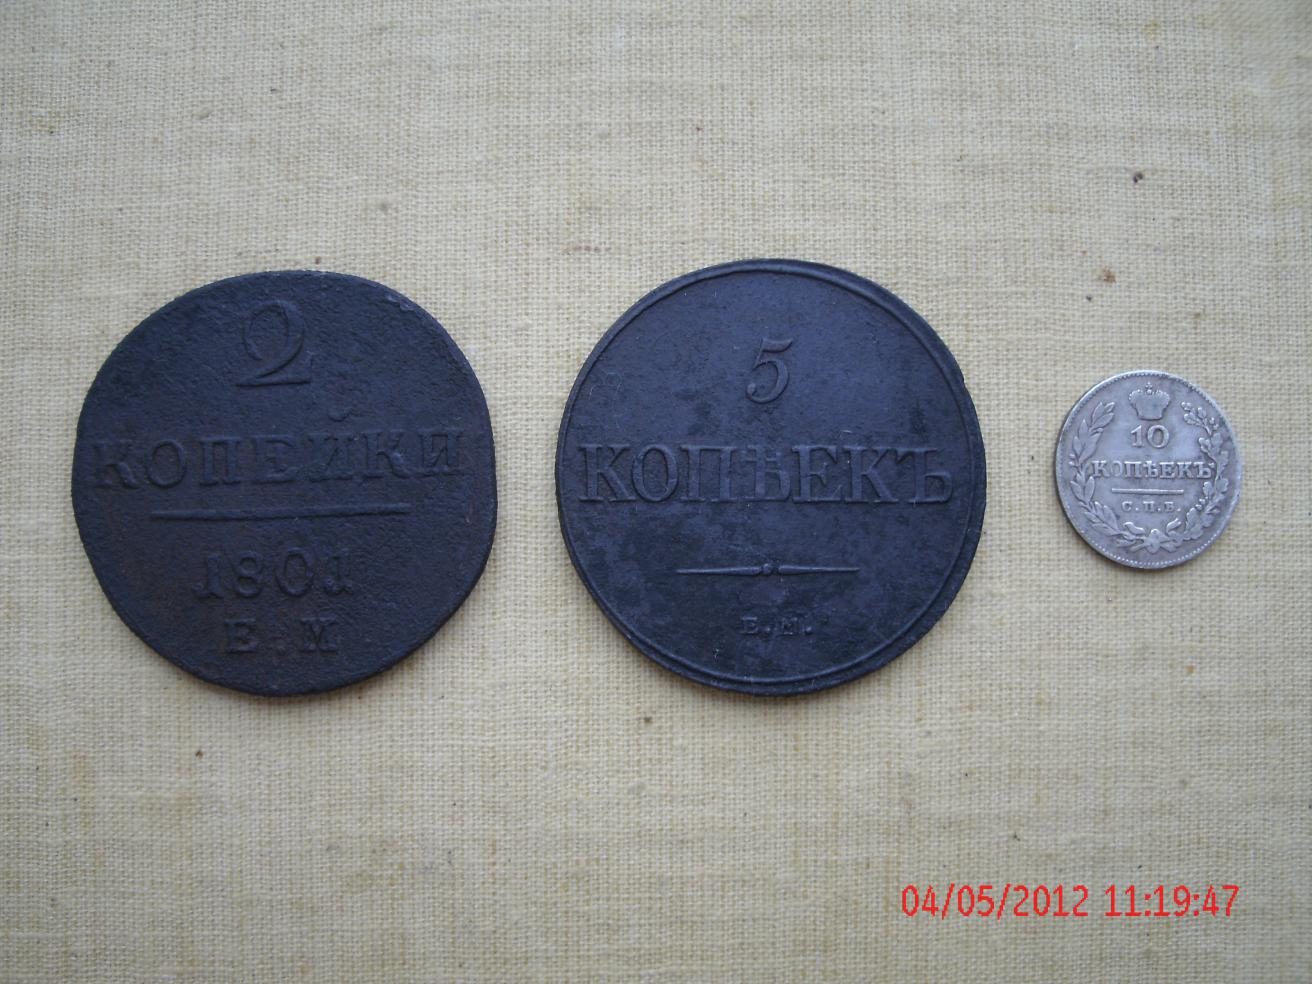 2
КОПЕЙКИ
1801
Е.М
5
КОПѢЕКЪ
Е.М.
10
КОПѢЕКЪ
С.П.Б.
04/05/2012 11:19:47